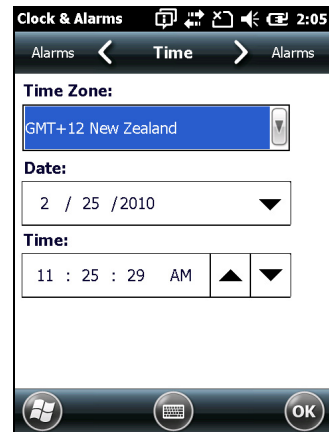 Clock & Alarms 2:05
Alarms Time Alarms
Time Zone:
GMT+12 New Zealand
Date:
2 / 25 /2010
Time:
11 : 25 : 29 AM
OK